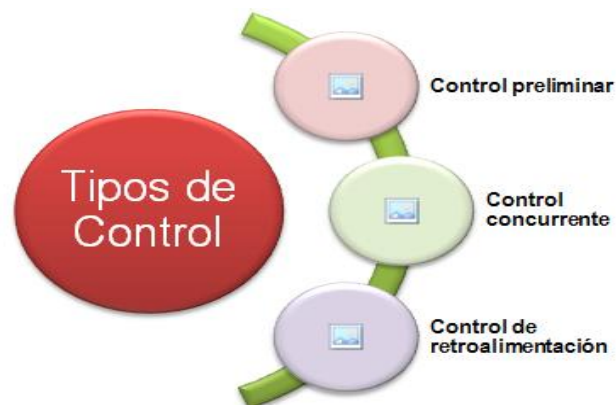 Tipos de
Control
Control preliminar
Control
concurrente
Control de
retroalimentación